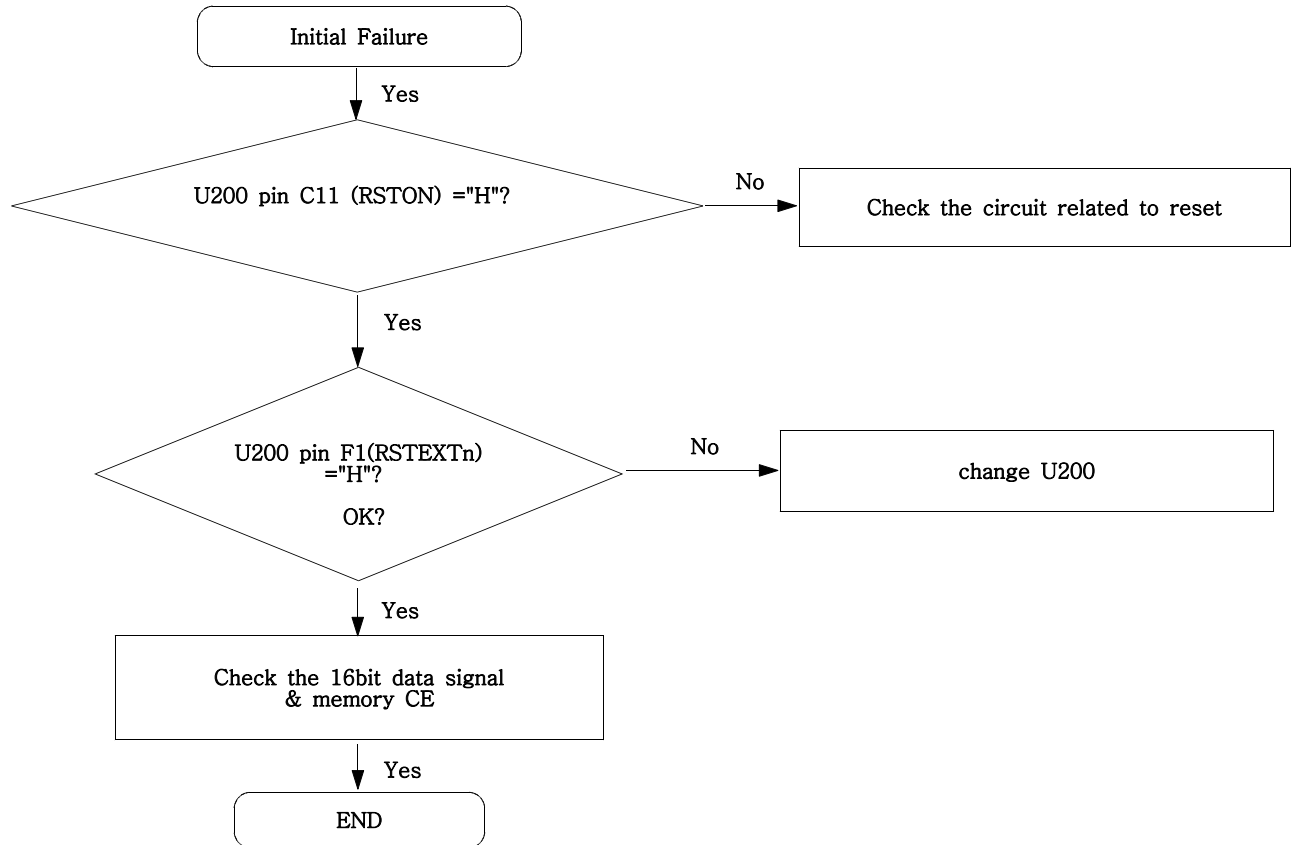 Initial Failure
Yes
U200 pin C11 (RSTON) ="H"?
No
Check the circuit related to reset
Yes
U200 pin F1(RSTEXTn)
="H"?
OK?
No
change U200
Yes
Check the 16bit data signal
& memory CE
Yes
END